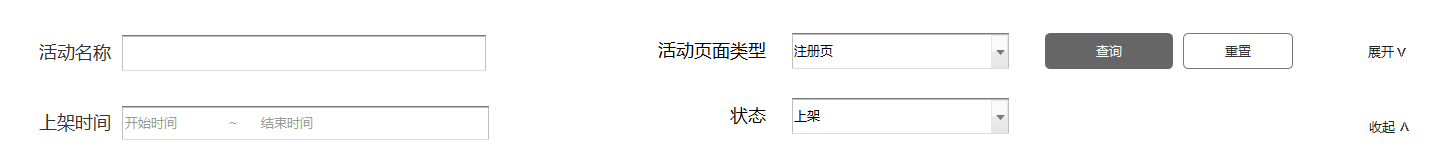 活动名称 活动页面类型 注册页 查询 重置 展开 V
上架时间 开始时间 ~ 结束时间 状态 上架 收起 Λ